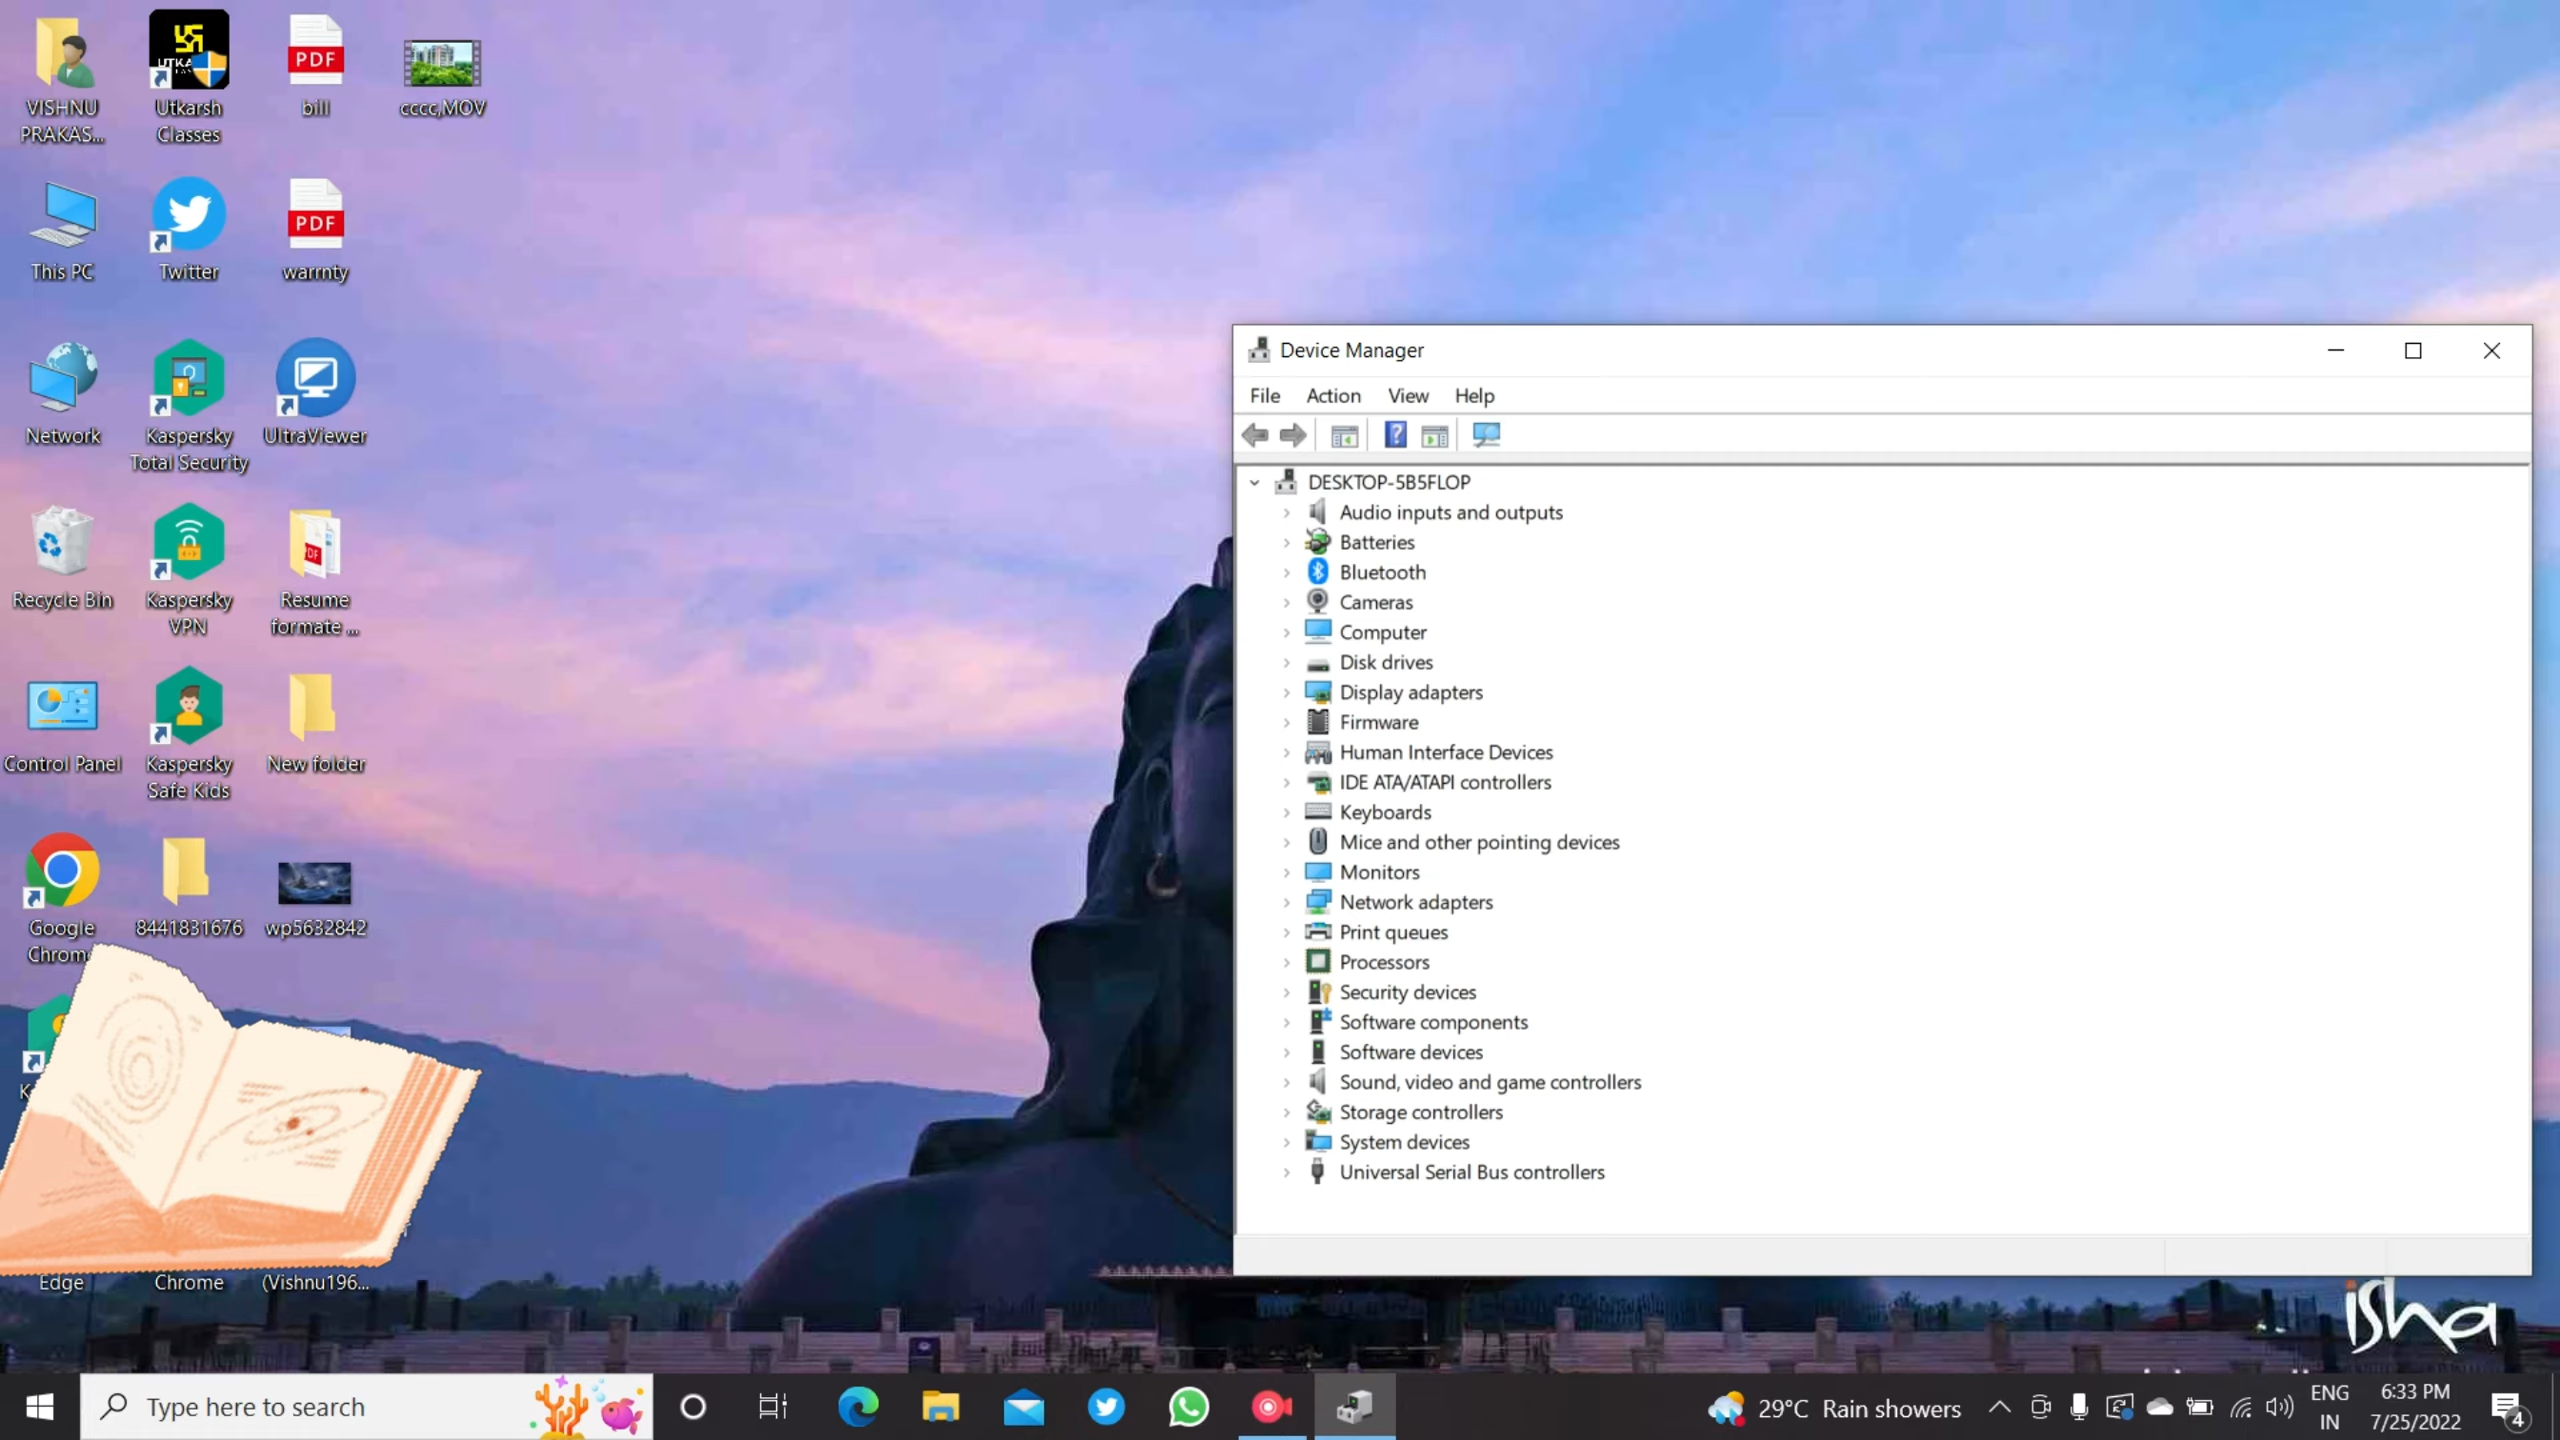 VISHNU
PRAKAS...
Utkarsh
Classes
bill
cccc,MOV
This PC
Twitter
warrnty
Network
Kaspersky
Total Security
UltraViewer
Recycle Bin
Kaspersky
VPN
Resume
formate ...
Control Panel
Kaspersky
Safe Kids
New folder
Google
8441831676
wp5632842
Edge
Chrome
(Vishnu196...
PDF
PDF
Device Manager
File Action View Help
DESKTOP-5B5FLOP
Audio inputs and outputs
Batteries
Bluetooth
Cameras
Computer
Disk drives
Display adapters
Firmware
Human Interface Devices
IDE ATA/ATAPI controllers
Keyboards
Mice and other pointing devices
Monitors
Network adapters
Print queues
Processors
Security devices
Software components
Software devices
Sound, video and game controllers
Storage controllers
System devices
Universal Serial Bus controllers
isha
Type here to search
29°C Rain showers
ENG
IN
6:33 PM
7/25/2022
4